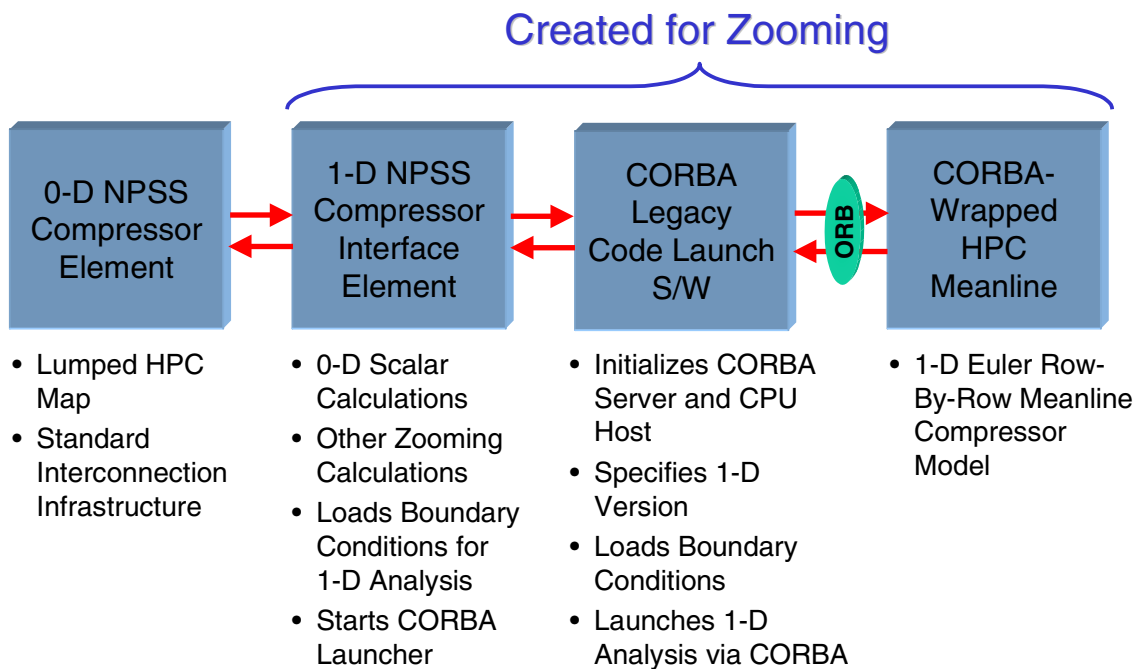 Created for Zooming
0-D NPSS
Compressor
Element
1-D NPSS
Compressor
Interface
Element
CORBA
Legacy
Code Launch
S/W
ORB
CORBA-
Wrapped
HPC
Meanline
• Lumped HPC
Map
• Standard
Interconnection
Infrastructure
• 0-D Scalar
Calculations
• Other Zooming
Calculations
• Loads Boundary
Conditions for
1-D Analysis
• Starts CORBA
Launcher
• Initializes CORBA
Server and CPU
Host
• Specifies 1-D
Version
• Loads Boundary
Conditions
• Launches 1-D
Analysis via CORBA
• 1-D Euler Row-
By-Row Meanline
Compressor
Model